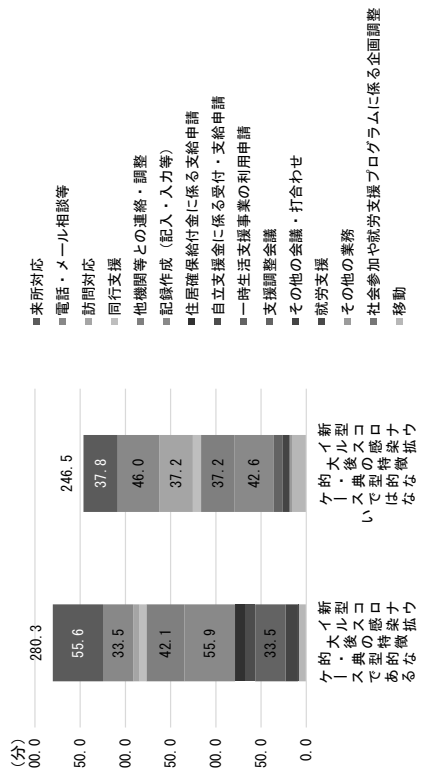 (分)
00.0
50.0
00.0
50.0
00.0
50.0
0.0
280.3
55.6
33.5
42.1
55.9
33.5
246.5
37.8
46.0
37.2
37.2
42.6
新型コロナウ
イルス感染拡
大後の特徴
的・典型的な
ケースである
新型コロナウ
イルス感染拡
大後の特徴
的・典型的な
ケースではな
い
■来所対応
■電話・メール相談等
■訪問対応
■同行支援
■他機関等との連絡・調整
■記録作成(記入・入力等)
■住居確保給付金に係る支給申請
■自立支援金に係る受付・支給申請
■一時生活支援事業の利用申請
■支援調整会議
■その他の会議・打合わせ
■就労支援
■その他の業務
■社会参加や就労支援プログラムに係る企画調整
■移動